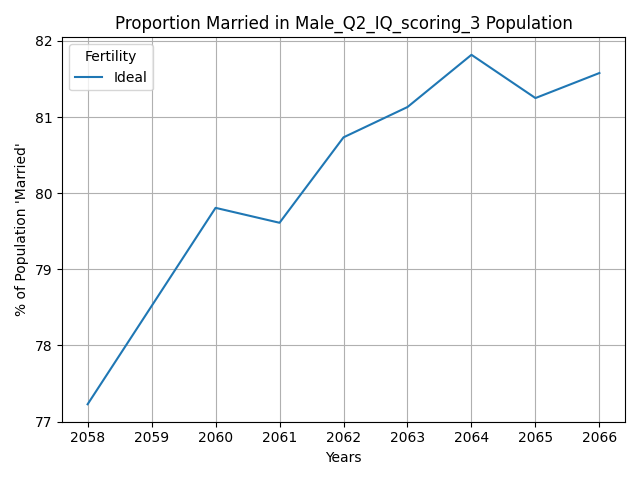 Proportion Married in Male_Q2_IQ_scoring_3 Population
Fertility
Ideal
82
81
80
79
78
77
% of Population 'Married'
2058 2059 2060 2061 2062 2063 2064 2065 2066
Years